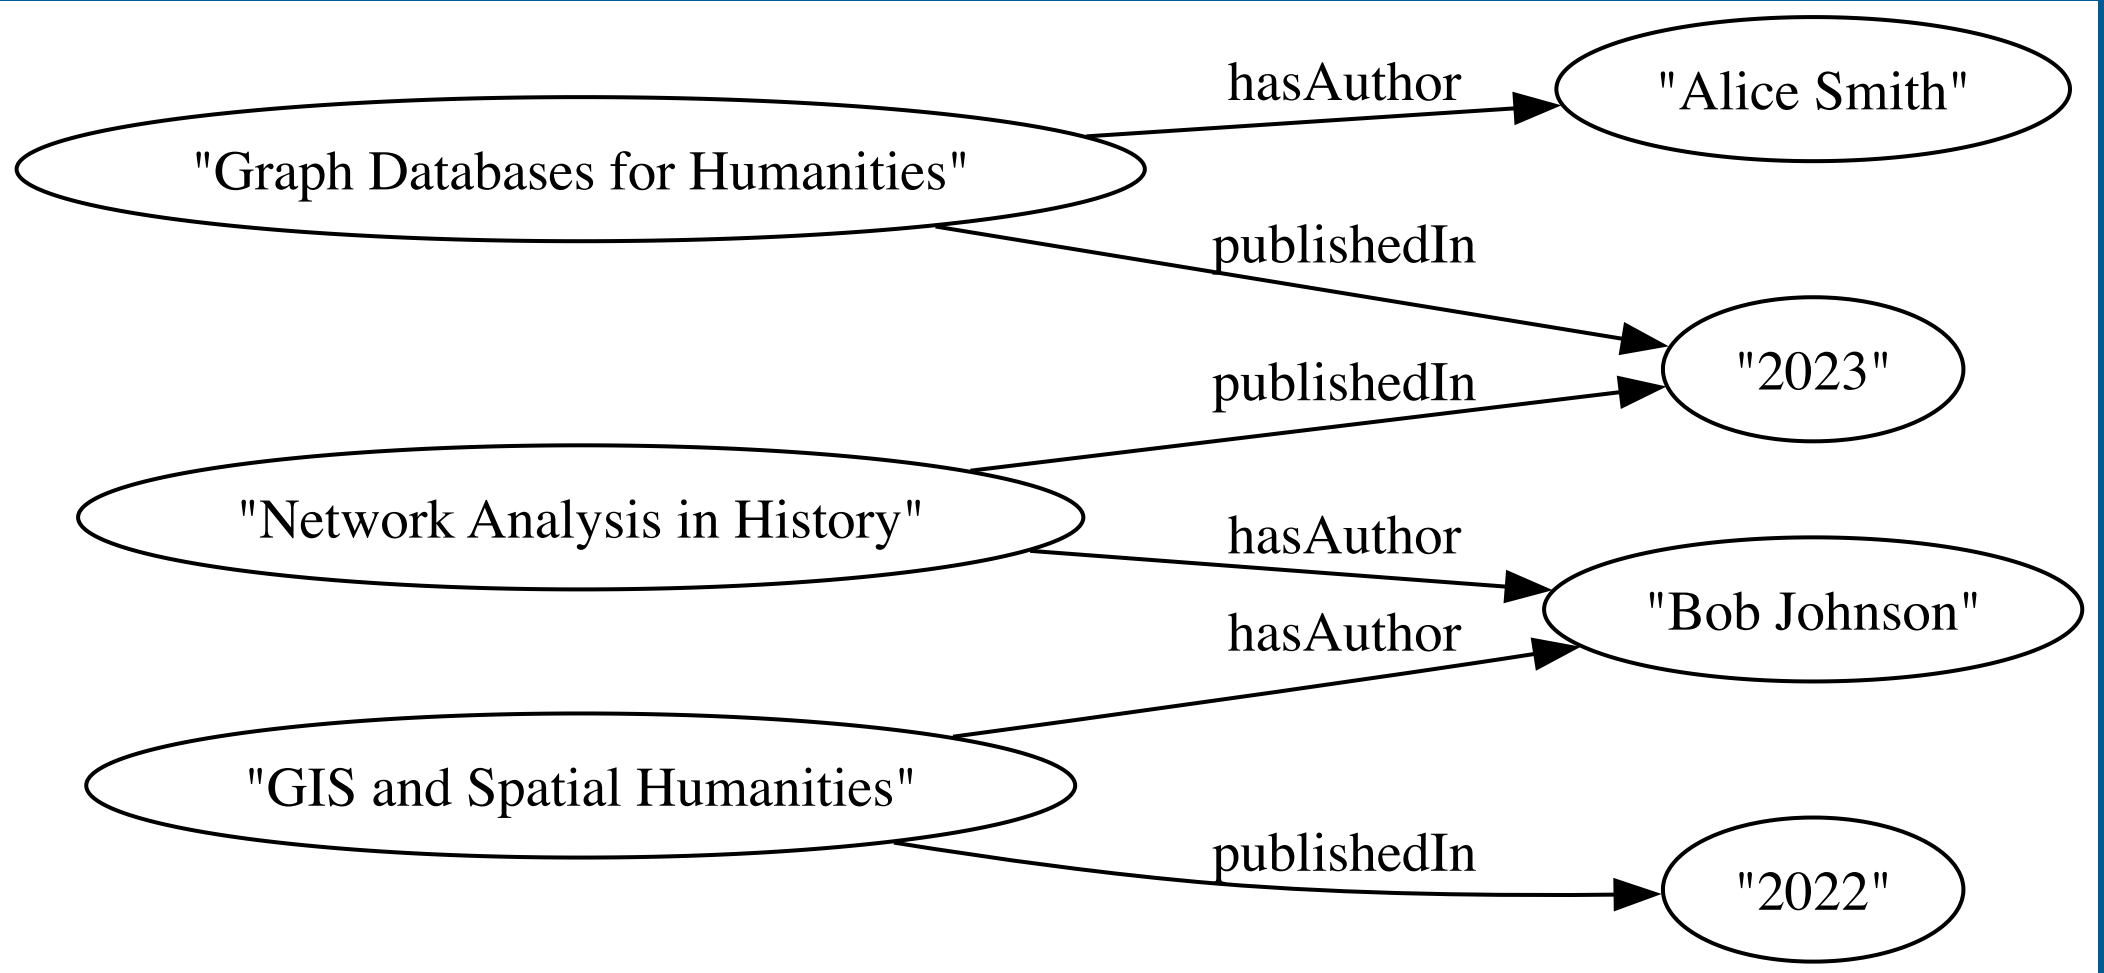 hasAuthor
"Alice Smith"
"Graph Databases for Humanities"
publishedIn
"2023"
publishedIn
"Network Analysis in History"
hasAuthor
"Bob Johnson"
hasAuthor
"GIS and Spatial Humanities"
publishedIn
"2022"